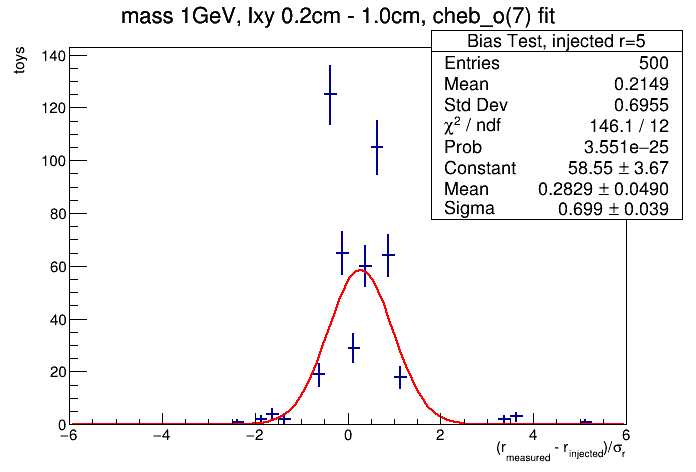 mass 1GeV, lxy 0.2cm - 1.0cm, cheb_o(7) fit
Bias Test, injected r=5
Entries 500
Mean 0.2149
Std Dev 0.6955
χ² / ndf 146.1 / 12
Prob 3.551e−25
Constant 58.55 ± 3.67
Mean 0.2829 ± 0.0490
Sigma 0.699 ± 0.039
toys
140
120
100
80
60
40
20
0
−6 −4 −2 0 2 4 6
(r_measured - r_injected)/σ_r